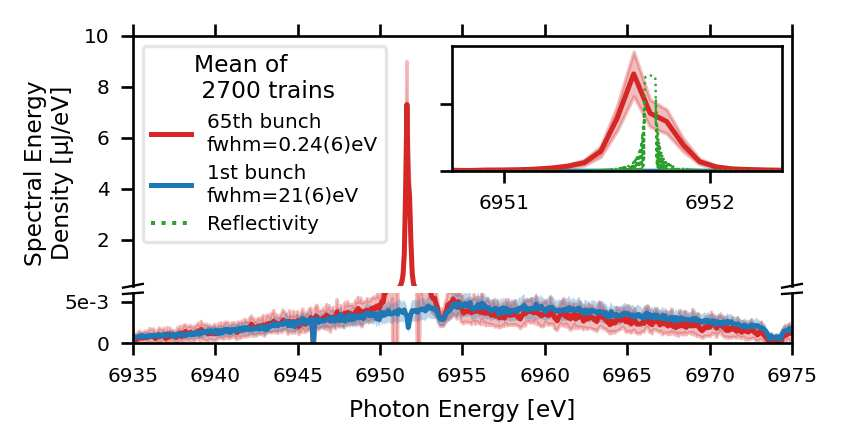 Spectral Energy
Density [µJ/eV]
10
8
6
4
2
5e-3
0
Mean of
2700 trains
65th bunch
fwhm=0.24(6)eV
1st bunch
fwhm=21(6)eV
Reflectivity
6951 6952
6935 6940 6945 6950 6955 6960 6965 6970 6975
Photon Energy [eV]